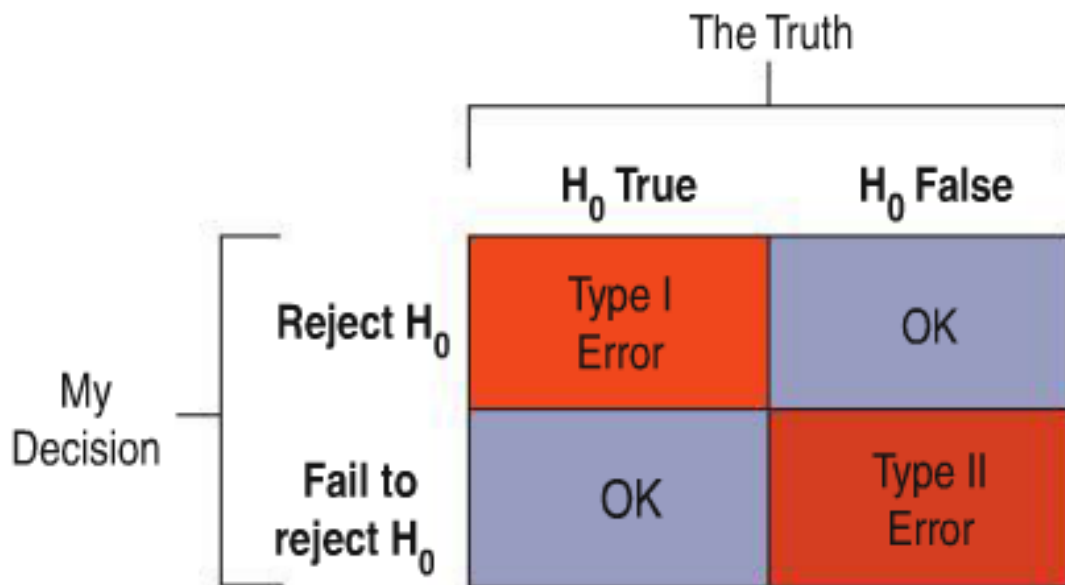 The Truth
H₀ True
H₀ False
Reject H₀
Type I
Error
OK
My
Decision
Fail to
reject H₀
OK
Type II
Error